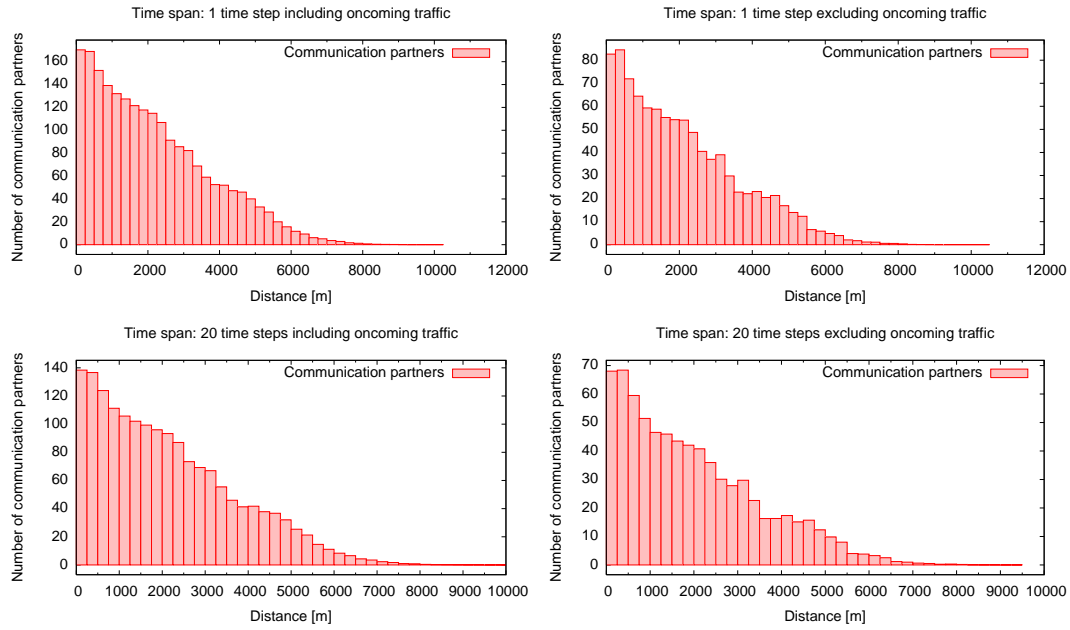 Time span: 1 time step including oncoming traffic
Number of communication partners
Communication partners
160
140
120
100
80
60
40
20
0
0 2000 4000 6000 8000 10000 12000
Distance [m]
Time span: 1 time step excluding oncoming traffic
Number of communication partners
Communication partners
80
70
60
50
40
30
20
10
0
0 2000 4000 6000 8000 10000 12000
Distance [m]
Time span: 20 time steps including oncoming traffic
Number of communication partners
Communication partners
140
120
100
80
60
40
20
0
0 1000 2000 3000 4000 5000 6000 7000 8000 9000 10000
Distance [m]
Time span: 20 time steps excluding oncoming traffic
Number of communication partners
Communication partners
70
60
50
40
30
20
10
0
0 1000 2000 3000 4000 5000 6000 7000 8000 9000 10000
Distance [m]